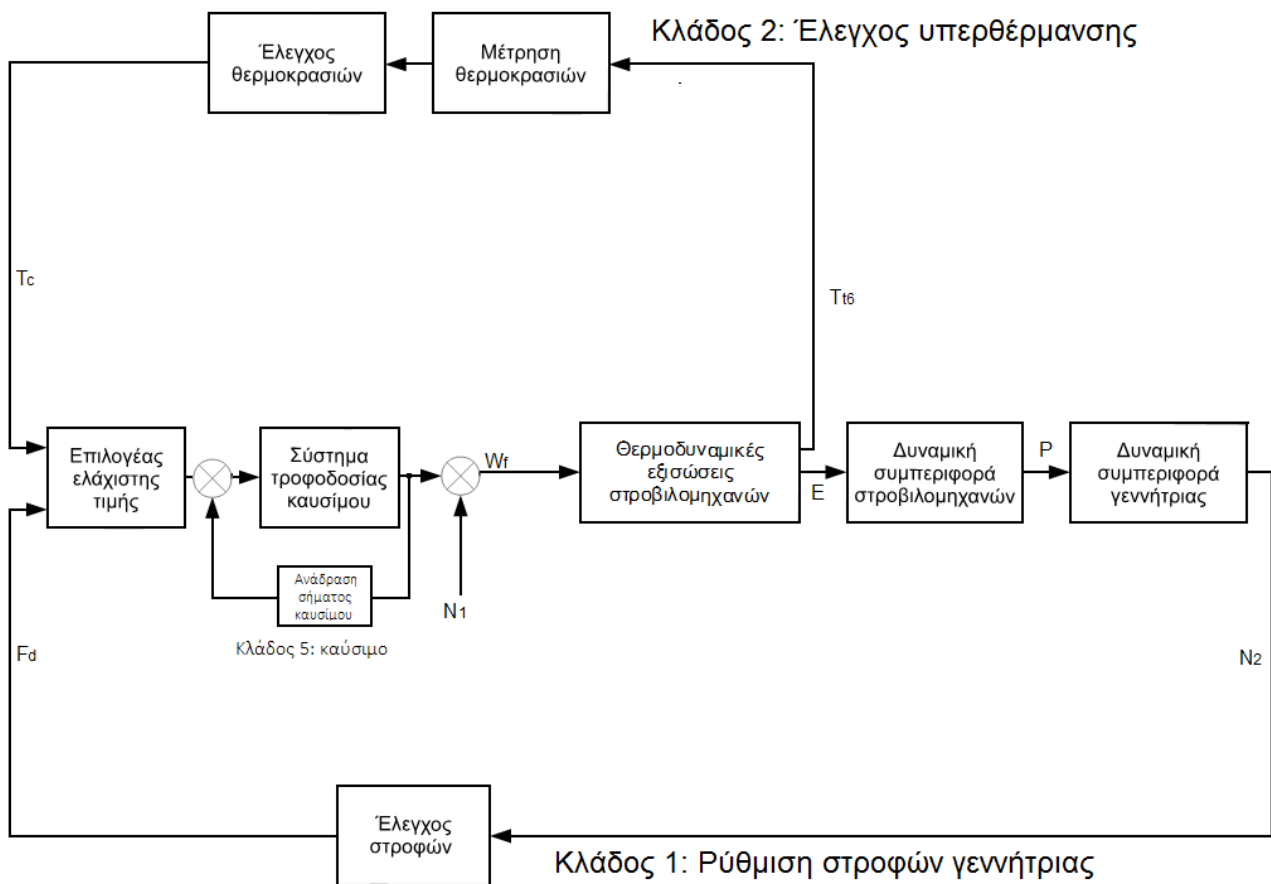 Κλάδος 2: Έλεγχος υπερθέρμανσης
Έλεγχος
θερμοκρασιών
Μέτρηση
θερμοκρασιών
Tc
Tt6
Επιλογέας
ελάχιστης
τιμής
Σύστημα
τροφοδοσίας
καυσίμου
Wf
Θερμοδυναμικές
εξισώσεις
στροβιλομηχανών
E
Δυναμική
συμπεριφορά
στροβιλομηχανών
P
Δυναμική
συμπεριφορά
γεννήτριας
Ανάδραση
σήματος
καυσίμου
N1
Κλάδος 5: καύσιμο
Fd
N2
Έλεγχος
στροφών
Κλάδος 1: Ρύθμιση στροφών γεννήτριας